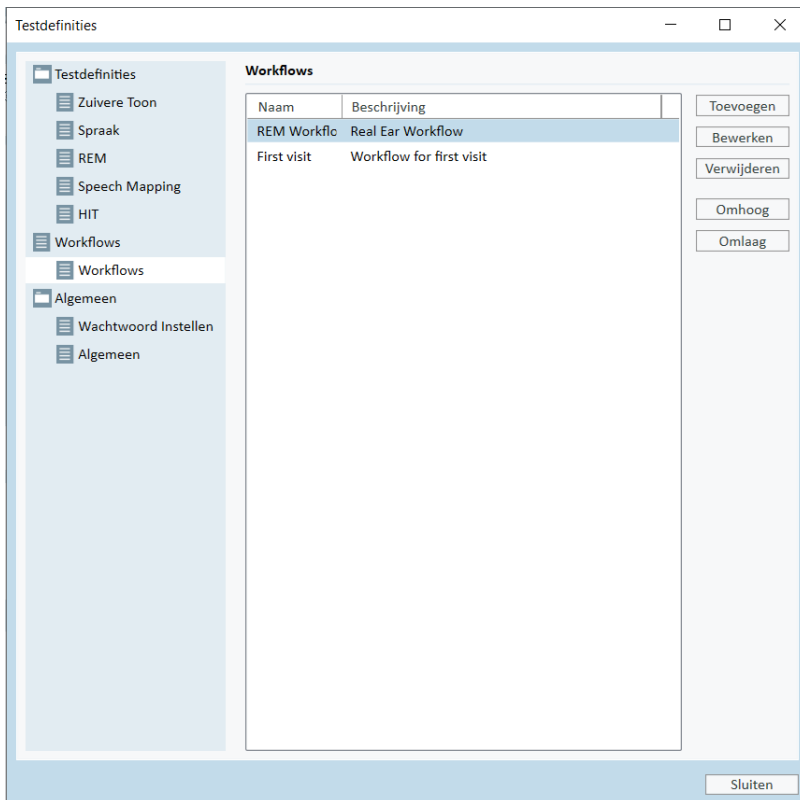 Testdefinities
Testdefinities
Zuivere Toon
Spraak
REM
Speech Mapping
HIT
Workflows
Workflows
Algemeen
Wachtwoord Instellen
Algemeen
Workflows
Naam Beschrijving
REM Workflo Real Ear Workflow
First visit Workflow for first visit
Toevoegen
Bewerken
Verwijderen
Omhoog
Omlaag
Sluiten